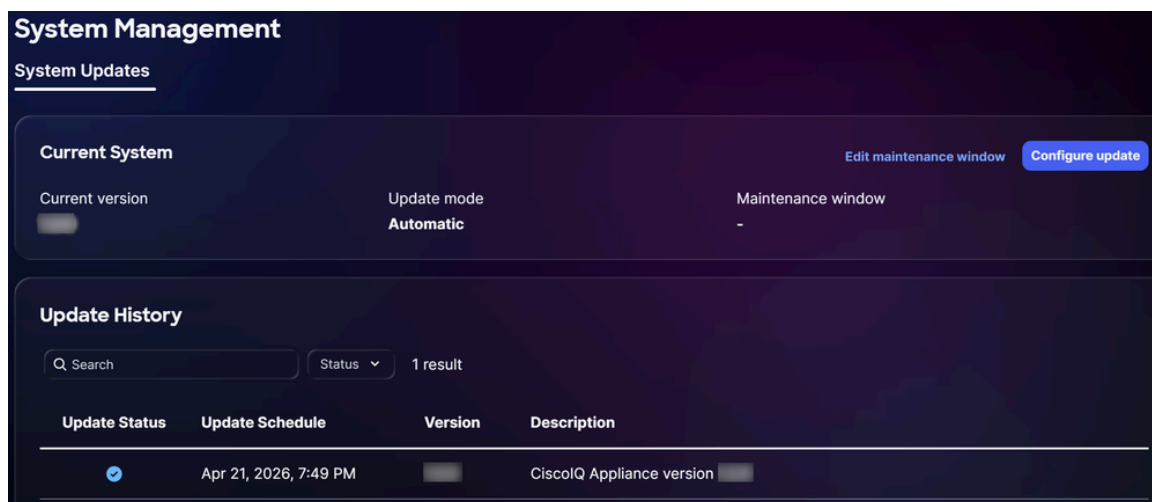 System Management
System Updates
Current System
Edit maintenance window Configure update
Current version Update mode Maintenance window
Automatic -
Update History
Search Status 1 result
Update Status Update Schedule Version Description
Apr 21, 2026, 7:49 PM CiscoIQ Appliance version